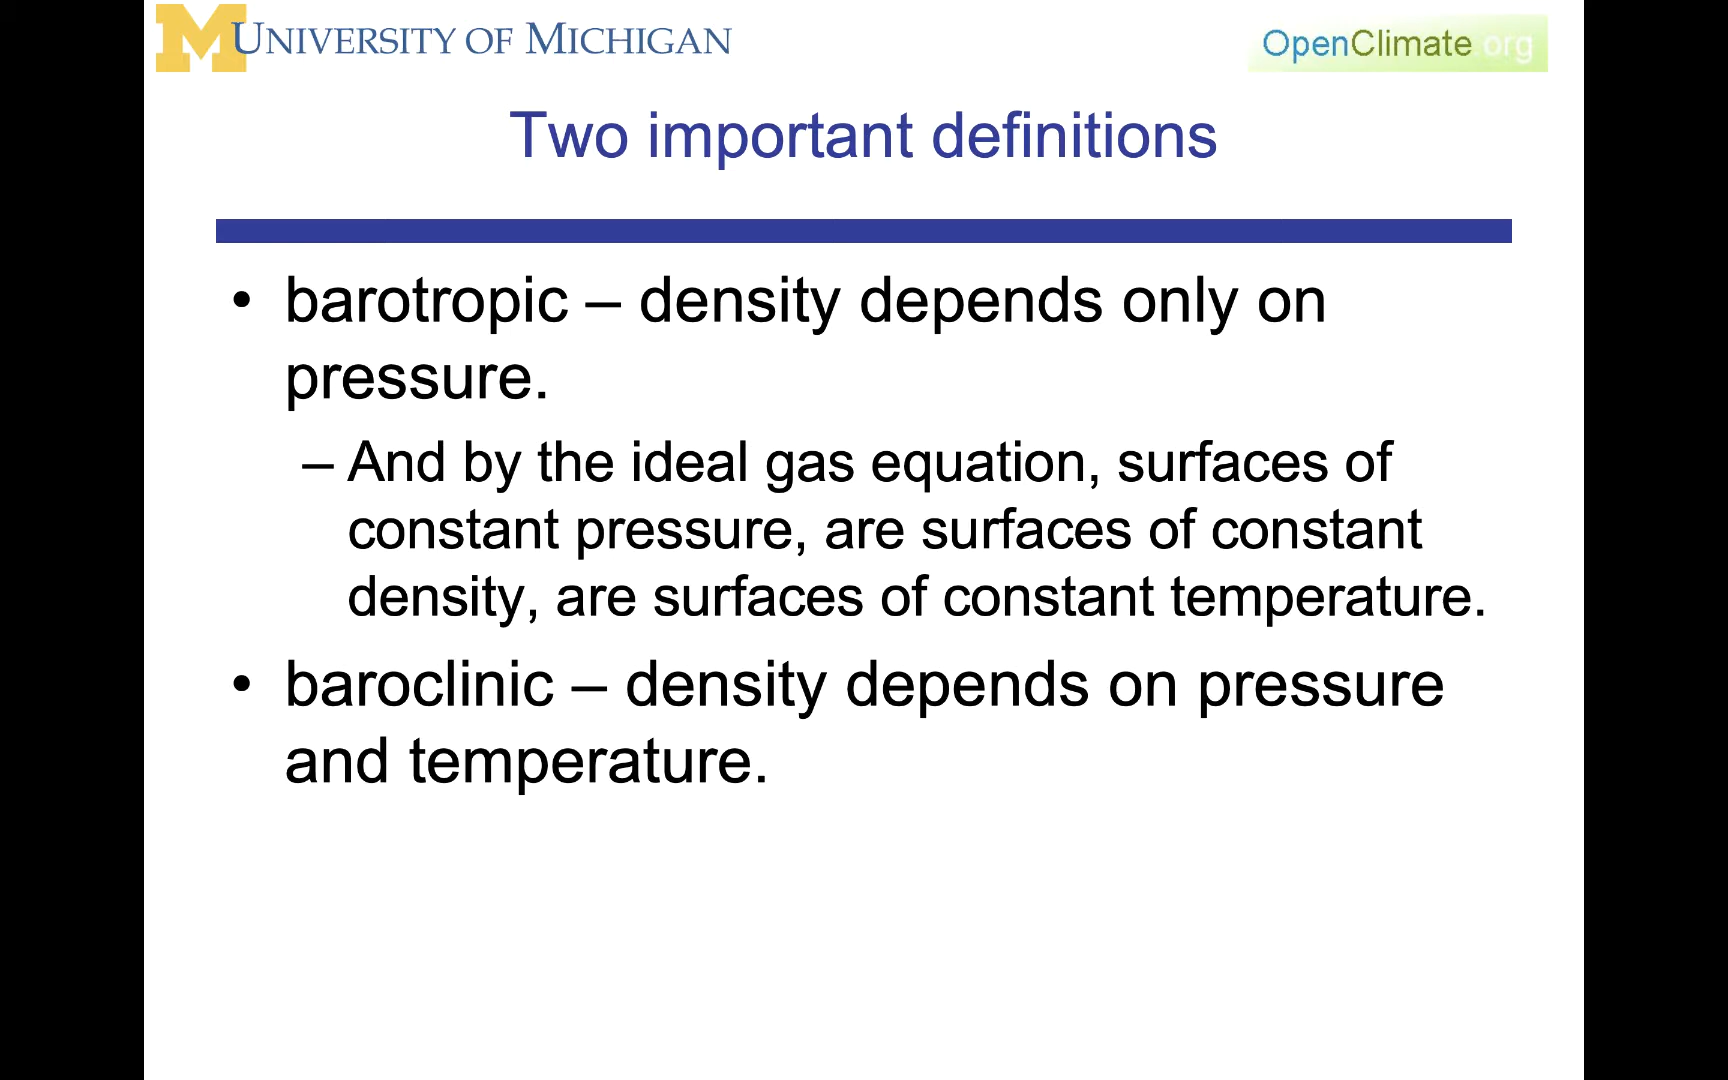 M UNIVERSITY OF MICHIGAN
OpenClimate.org
Two important definitions
• barotropic – density depends only on
pressure.
– And by the ideal gas equation, surfaces of
constant pressure, are surfaces of constant
density, are surfaces of constant temperature.
• baroclinic – density depends on pressure
and temperature.